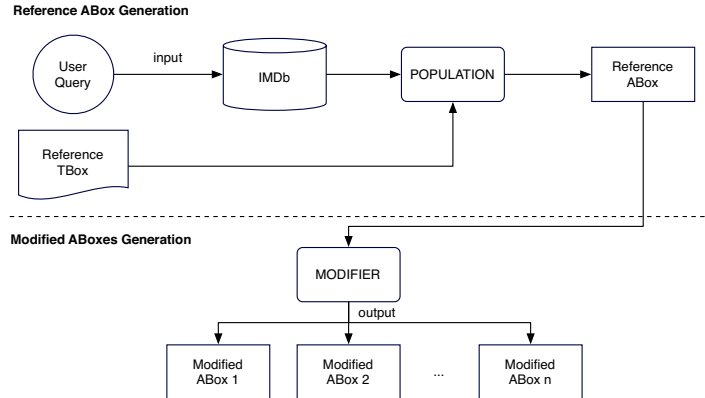 Reference ABox Generation
User
Query
input
IMDb
POPULATION
Reference
ABox
Reference
TBox
Modified ABoxes Generation
MODIFIER
output
Modified
ABox 1
Modified
ABox 2
...
Modified
ABox n